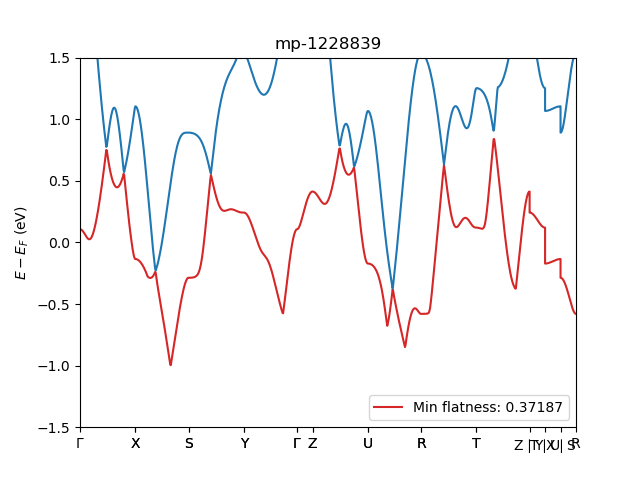 mp-1228839
E − E_F (eV)
1.5
1.0
0.5
0.0
−0.5
−1.0
−1.5
Min flatness: 0.37187
Γ X S Y Γ Z U R T Z | T Y | X U | S R